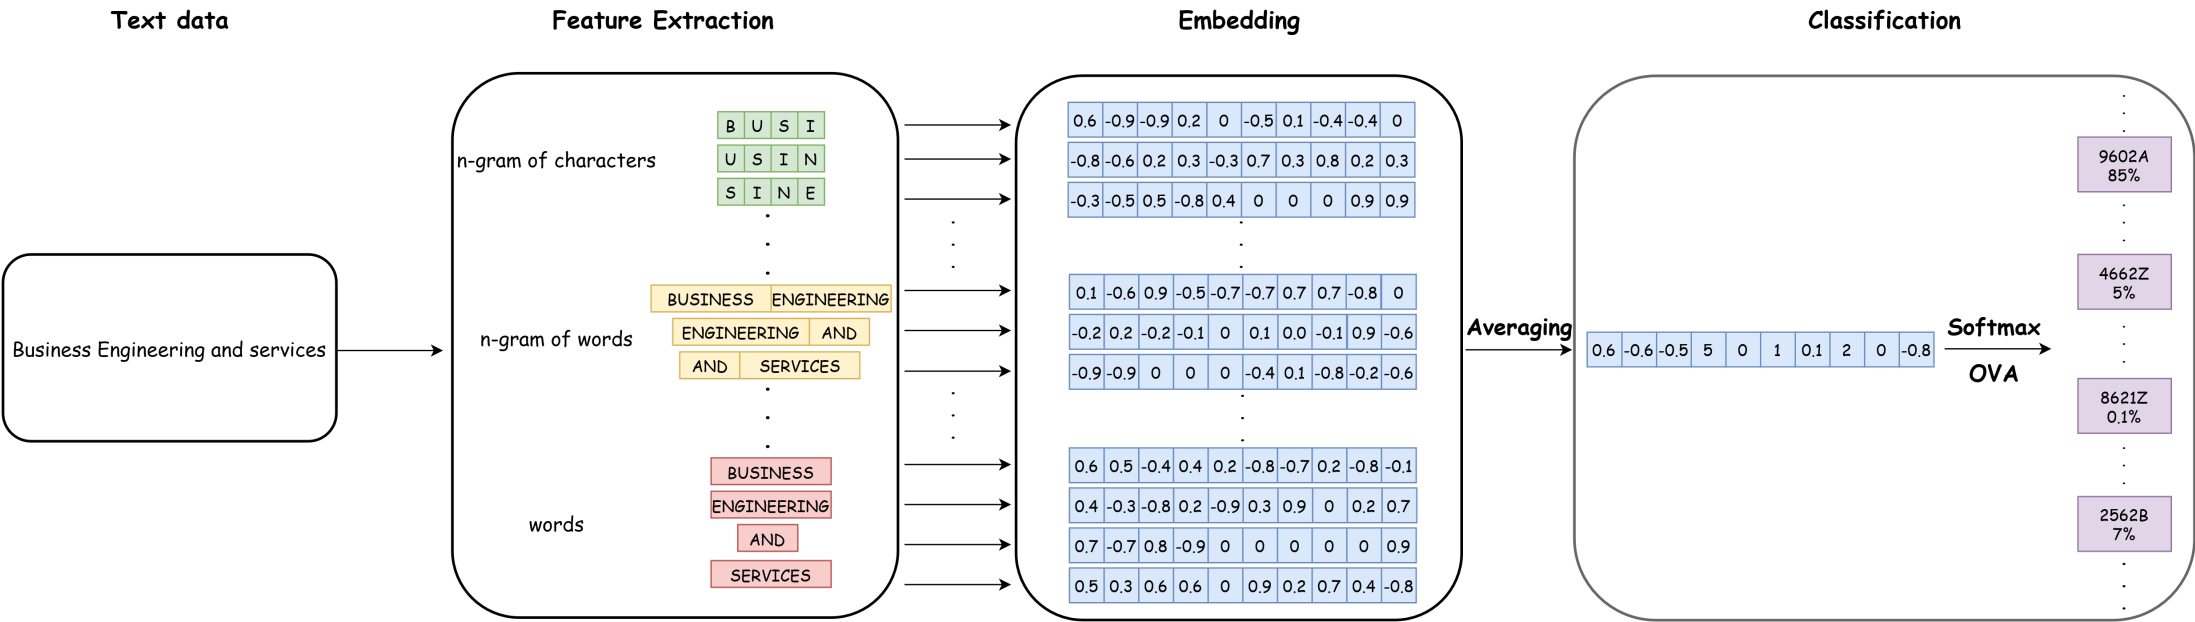 Text data
Feature Extraction
Embedding
Classification
Business Engineering and services
n-gram of characters
B U S I
U S I N
S I N E
n-gram of words
BUSINESS ENGINEERING
ENGINEERING AND
AND SERVICES
words
BUSINESS
ENGINEERING
AND
SERVICES
0.6 -0.9 -0.9 0.2 0 -0.5 0.1 -0.4 -0.4 0
-0.8 -0.6 0.2 0.3 -0.3 0.7 0.3 0.8 0.2 0.3
-0.3 -0.5 0.5 -0.8 0.4 0 0 0 0.9 0.9
0.1 -0.6 0.9 -0.5 -0.7 -0.7 0.7 0.7 -0.8 0
-0.2 0.2 -0.2 -0.1 0 0.1 0.0 -0.1 0.9 -0.6
-0.9 -0.9 0 0 0 -0.4 0.1 -0.8 -0.2 -0.6
0.6 0.5 -0.4 0.4 0.2 -0.8 -0.7 0.2 -0.8 -0.1
0.4 -0.3 -0.8 0.2 -0.9 0.3 0.9 0 0.2 0.7
0.7 -0.7 0.8 -0.9 0 0 0 0 0 0.9
0.5 0.3 0.6 0.6 0 0.9 0.2 0.7 0.4 -0.8
Averaging
0.6 -0.6 -0.5 5 0 1 0.1 2 0 -0.8
Softmax
OVA
9602A
85%
4662Z
5%
8621Z
0.1%
2562B
7%